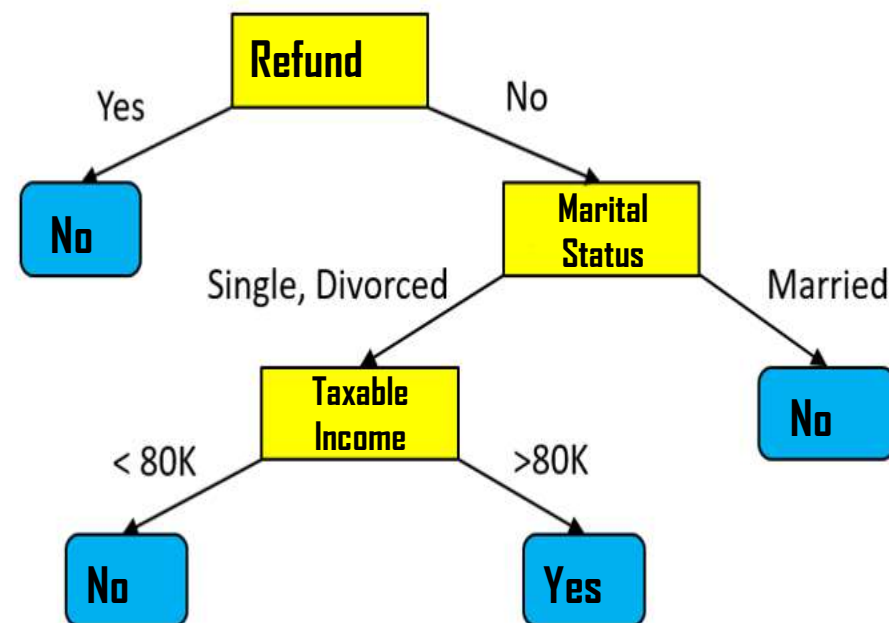 Refund
Yes
No
No
Marital
Status
Single, Divorced
Married
Taxable
Income
No
< 80K
>80K
No
Yes